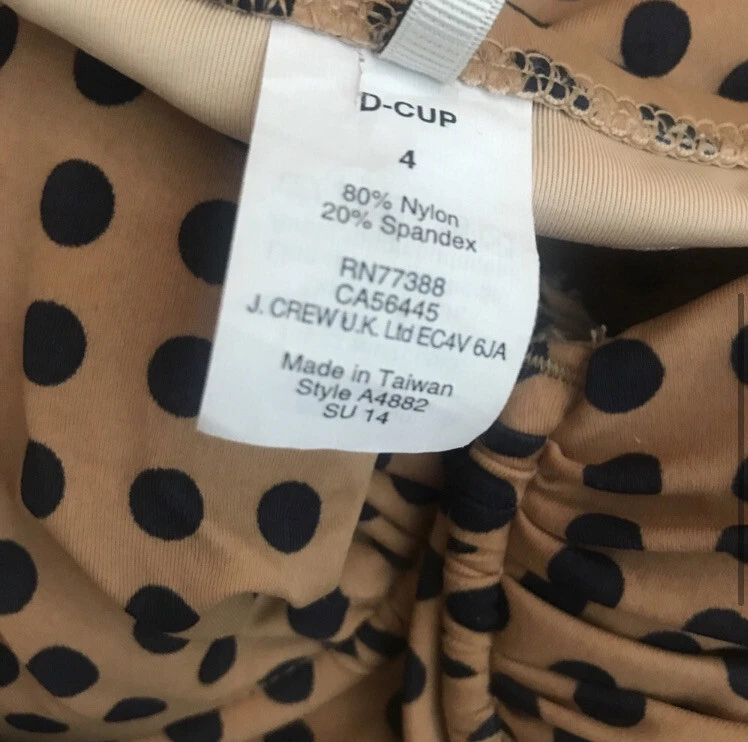 D-CUP
4
80% Nylon
20% Spandex
RN77388
CA56445
J. CREW U.K. Ltd EC4V 6JA
Made in Taiwan
Style A4882
SU 14